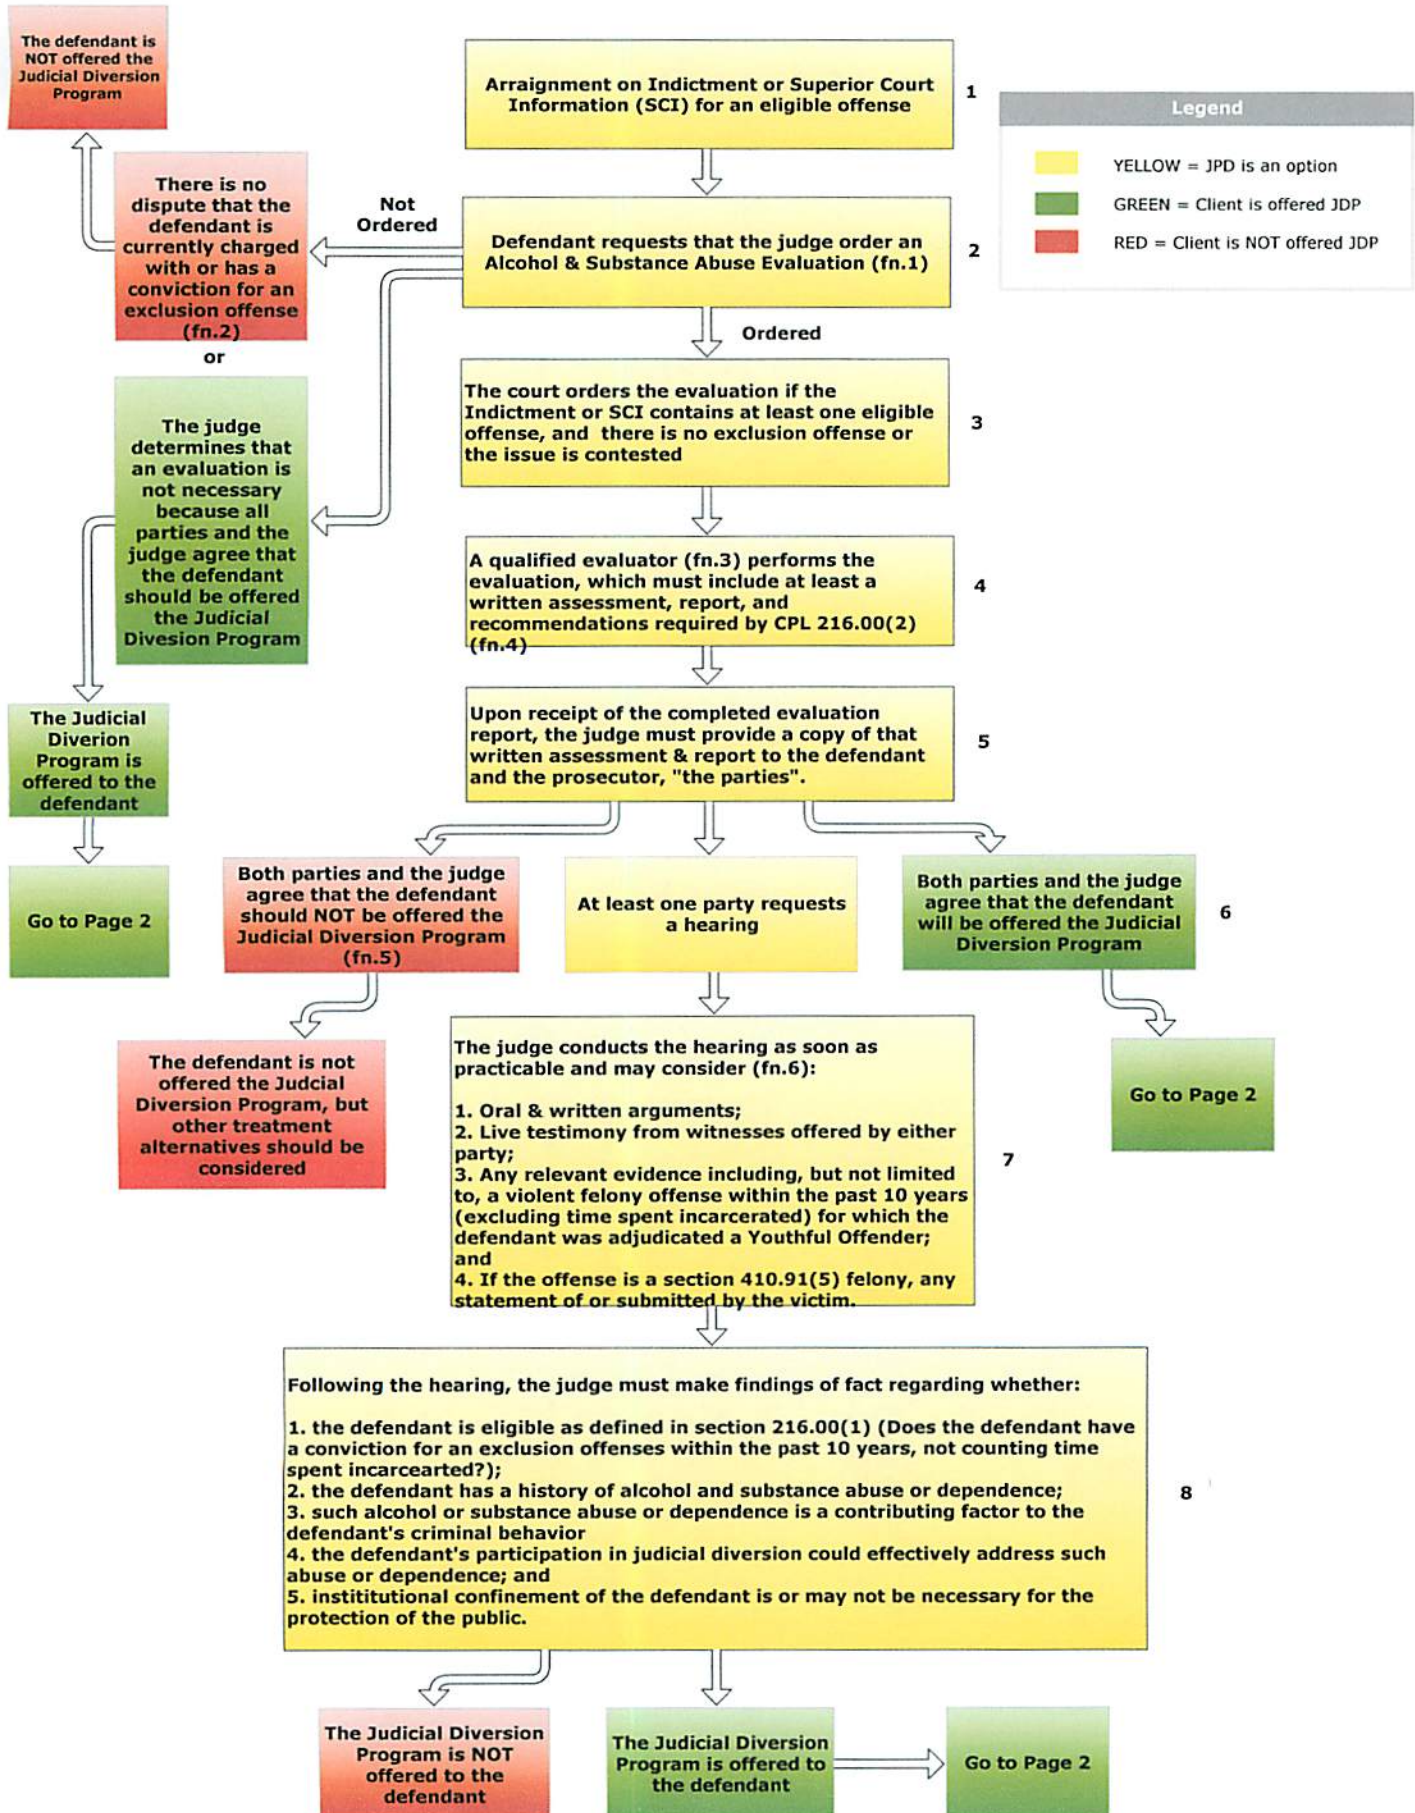 The defendant is
NOT offered the
Judicial Diversion
Program
Arraignment on Indictment or Superior Court
Information (SCI) for an eligible offense
1
Legend
YELLOW = JPD is an option
GREEN = Client is offered JDP
RED = Client is NOT offered JDP
There is no
dispute that the
defendant is
currently charged
with or has a
conviction for an
exclusion offense
(fn.2)
Not
Ordered
Defendant requests that the judge order an
Alcohol & Substance Abuse Evaluation (fn.1)
2
or
Ordered
The judge
determines that
an evaluation is
not necessary
because all
parties and the
judge agree that
the defendant
should be offered
the Judicial
Divesion Program
The court orders the evaluation if the
Indictment or SCI contains at least one eligible
offense, and there is no exclusion offense or
the issue is contested
3
A qualified evaluator (fn.3) performs the
evaluation, which must include at least a
written assessment, report, and
recommendations required by CPL 216.00(2)
(fn.4)
4
The Judicial
Diverion
Program is
offered to the
defendant
Upon receipt of the completed evaluation
report, the judge must provide a copy of that
written assessment & report to the defendant
and the prosecutor, "the parties".
5
Go to Page 2
Both parties and the judge
agree that the defendant
should NOT be offered the
Judicial Diversion Program
(fn.5)
At least one party requests
a hearing
Both parties and the judge
agree that the defendant
will be offered the Judicial
Diversion Program
6
The defendant is not
offered the Judcial
Diversion Program, but
other treatment
alternatives should be
considered
The judge conducts the hearing as soon as
practicable and may consider (fn.6):
1. Oral & written arguments;
2. Live testimony from witnesses offered by either
party;
3. Any relevant evidence including, but not limited
to, a violent felony offense within the past 10 years
(excluding time spent incarcerated) for which the
defendant was adjudicated a Youthful Offender;
and
4. If the offense is a section 410.91(5) felony, any
statement of or submitted by the victim.
7
Go to Page 2
Following the hearing, the judge must make findings of fact regarding whether:
1. the defendant is eligible as defined in section 216.00(1) (Does the defendant have
a conviction for an exclusion offenses within the past 10 years, not counting time
spent incarcearted?);
2. the defendant has a history of alcohol and substance abuse or dependence;
3. such alcohol or substance abuse or dependence is a contributing factor to the
defendant's criminal behavior
4. the defendant's participation in judicial diversion could effectively address such
abuse or dependence; and
5. instititutional confinement of the defendant is or may not be necessary for the
protection of the public.
8
The Judicial Diversion
Program is NOT
offered to the
defendant
The Judicial Diversion
Program is offered to
the defendant
Go to Page 2